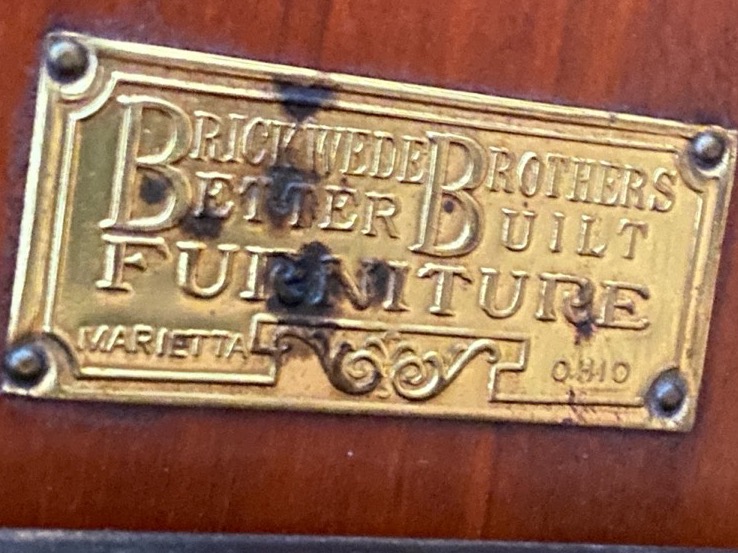 BRICKWEDE BROTHERS
BETTER BUILT
FURNITURE
MARIETTA OHIO